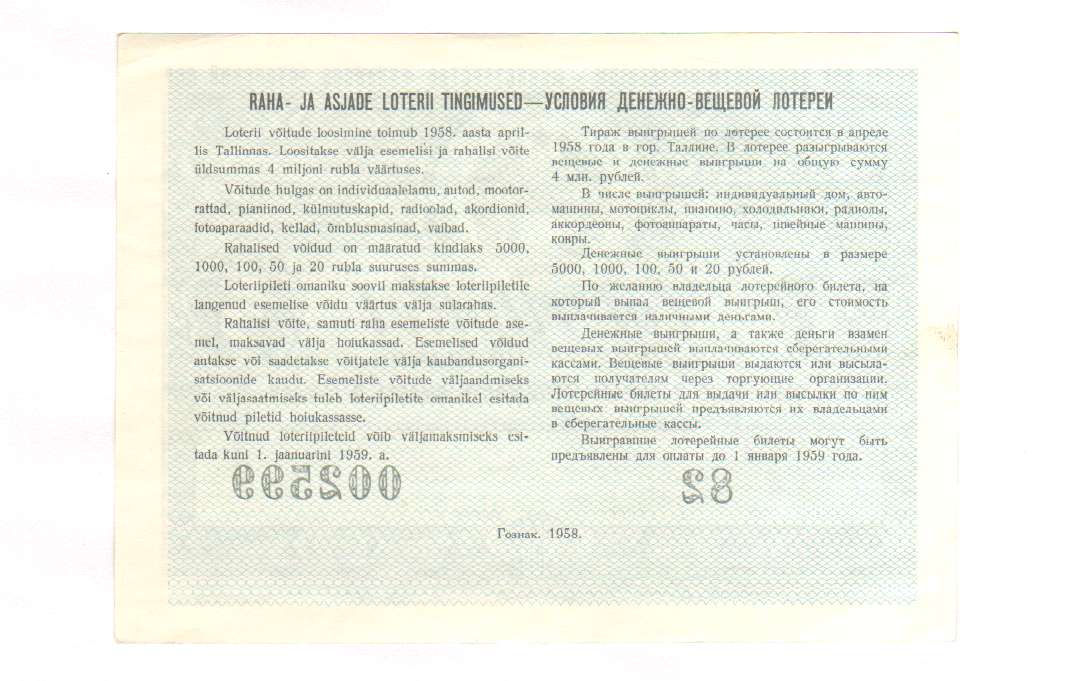 RAHA- JA ASJADE LOTERII TINGIMUSED—УСЛОВИЯ ДЕНЕЖНО-ВЕЩЕВОЙ ЛОТЕРЕИ
Loterii võitude loosimine toimub 1958. aasta april-
lis Tallinnas. Loositakse välja esemelisi ja rahalisi võite
üldsummas 4 miljoni rubla väärtuses.
Võitude hulgas on individuaalelamu, autod, mootor-
rattad, pianiinod, külmutuskapid, radioolad, akordionid,
fotoaparaadid, kellad, õmblusmasinad, vaibad.
Rahalised võidud on määratud kindlaks 5000,
1000, 100, 50 ja 20 rubla suuruses summas.
Loteriipileti omaniku soovil makstakse loteriipiletile
langenud esemelise võidu väärtus välja sularahas.
Rahalisi võite, samuti raha esemeliste võitude ase-
mel, maksavad välja hoiukassad. Esemelised võidud
antakse või saadetakse võitjatele välja kaubandusorgani-
satsioonide kaudu. Esemeliste võitude väljaandmiseks
või väljasaatmiseks tuleb loteriipiletite omanikel esitada
võitnud piletid hoiukassasse.
Võitnud loteriipileteid võib väljamaksmiseks esi-
tada kuni 1. jaanuarini 1959. a.
Тираж выигрышей по лотерее состоится в апреле
1958 года в гор. Таллине. В лотерее разыгрываются
вещевые и денежные выигрыши на общую сумму
4 млн. рублей.
В числе выигрышей: индивидуальный дом, авто-
машины, мотоциклы, пианино, холодильники, радиолы,
аккордеоны, фотоаппараты, часы, швейные машины,
ковры.
Денежные выигрыши установлены в размере
5000, 1000, 100, 50 и 20 рублей.
По желанию владельца лотерейного билета, на
который выпал вещевой выигрыш, его стоимость
выплачивается наличными деньгами.
Денежные выигрыши, а также деньги взамен
вещевых выигрышей выплачиваются сберегательными
кассами. Вещевые выигрыши выдаются или высыла-
ются получателям через торгующие организации.
Лотерейные билеты для выдачи или высылки по ним
вещевых выигрышей предъявляются их владельцами
в сберегательные кассы.
Выигравшие лотерейные билеты могут быть
предъявлены для оплаты до 1 января 1959 года.
002599
82
Гознак. 1958.